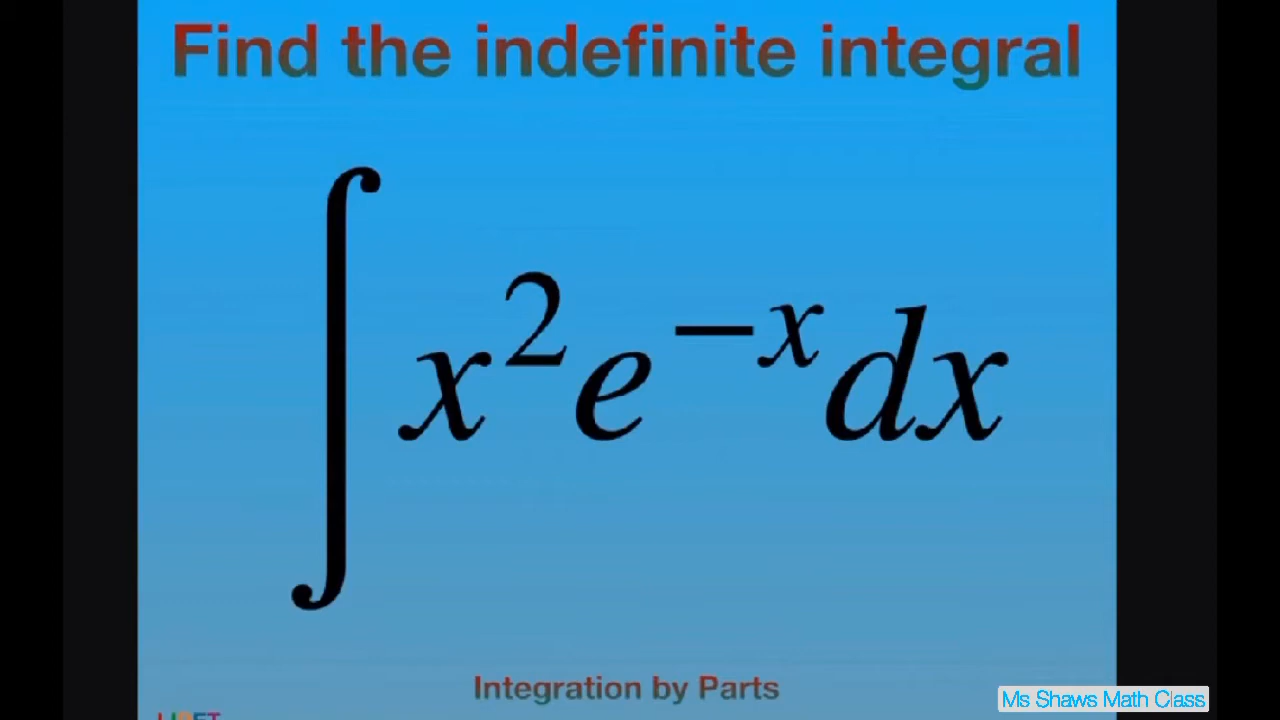 Find the indefinite integral
∫ x²e⁻ˣdx
Integration by Parts
Ms Shaws Math Class